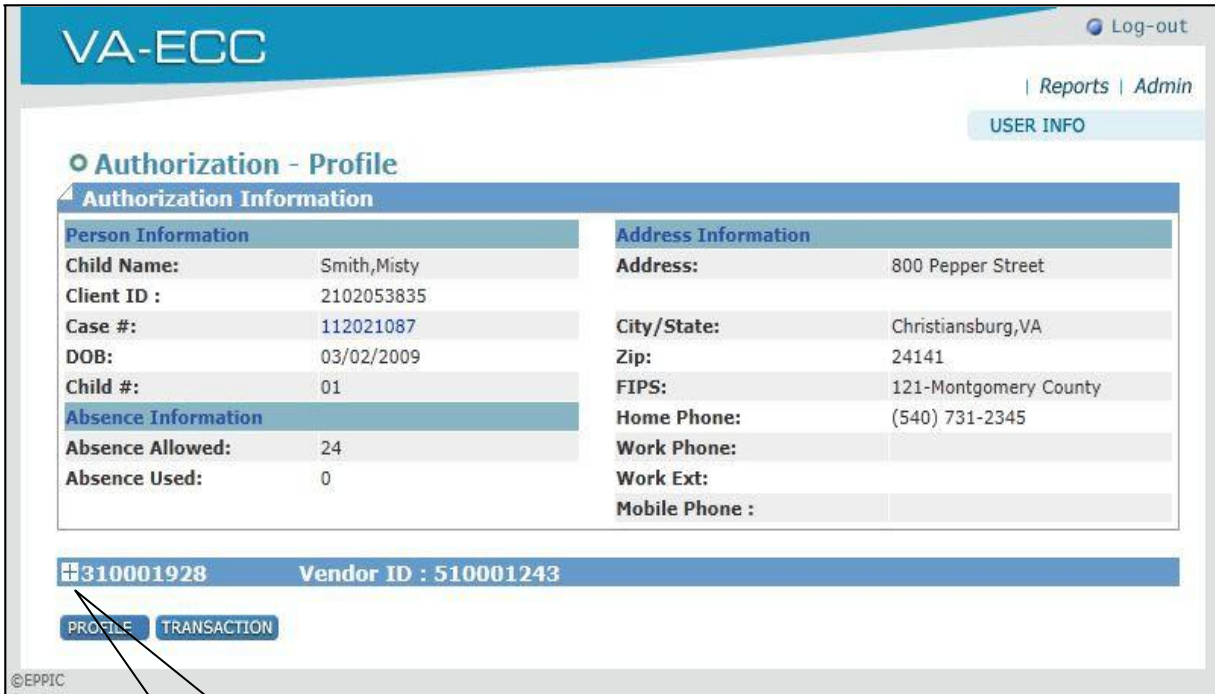 VA-ECC
Log-out
| Reports | Admin
USER INFO
Authorization - Profile
Authorization Information
Person Information
Child Name: Smith,Misty
Client ID : 2102053835
Case #: 112021087
DOB: 03/02/2009
Child #: 01
Absence Information
Absence Allowed: 24
Absence Used: 0
Address Information
Address: 800 Pepper Street
City/State: Christiansburg,VA
Zip: 24141
FIPS: 121-Montgomery County
Home Phone: (540) 731-2345
Work Phone:
Work Ext:
Mobile Phone :
310001928 Vendor ID : 510001243
PROFILE TRANSACTION
©EPPIC